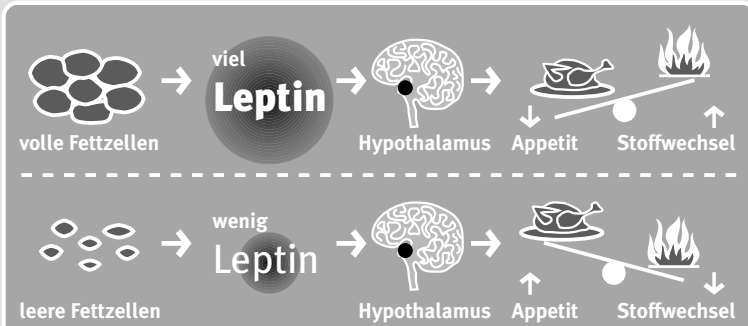 viel
Leptin
volle Fettzellen
Hypothalamus
Appetit
Stoffwechsel
wenig
Leptin
leere Fettzellen
Hypothalamus
Appetit
Stoffwechsel